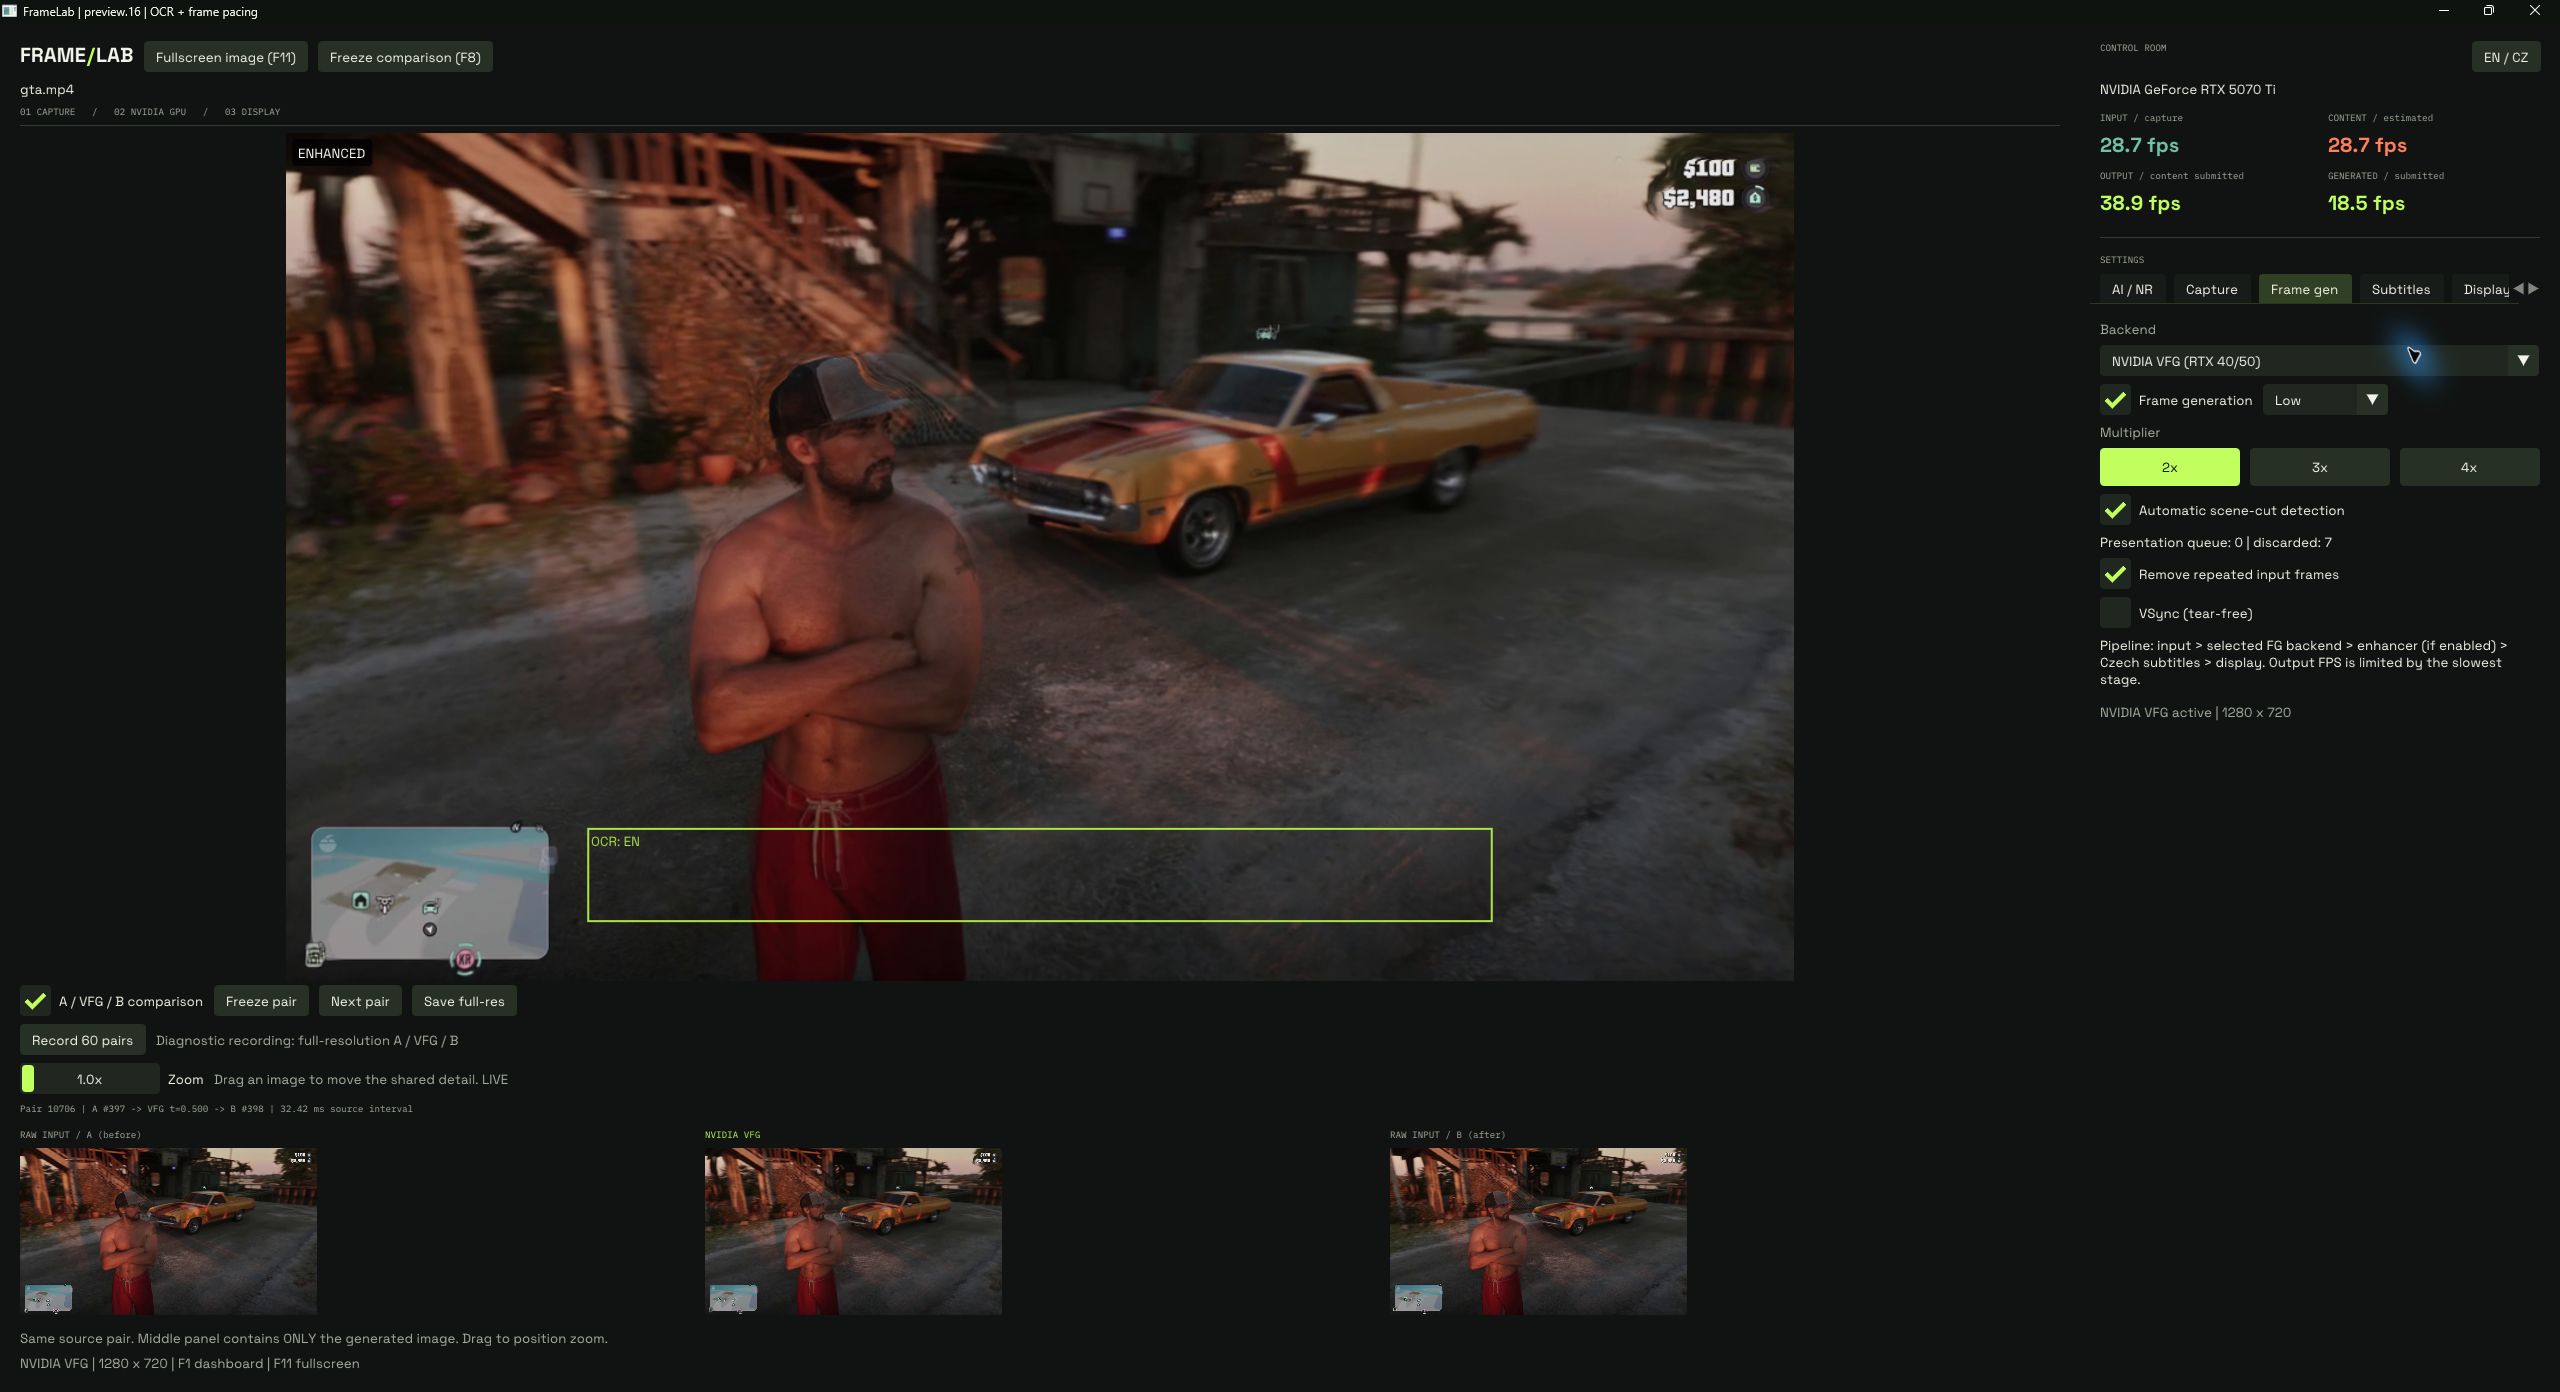 FrameLab | preview.16 | OCR + frame pacing
FRAME/LAB
Fullscreen image (F11)
Freeze comparison (F8)
gta.mp4
01 CAPTURE / 02 NVIDIA GPU / 03 DISPLAY
ENHANCED
$100
$2,480
OCR: EN
A / VFG / B comparison
Freeze pair
Next pair
Save full-res
Record 60 pairs
Diagnostic recording: full-resolution A / VFG / B
1.0x
Zoom
Drag an image to move the shared detail. LIVE
Pair 10706 | A #397 -> VFG t=0.500 -> B #398 | 32.42 ms source interval
RAW INPUT / A (before)
NVIDIA VFG
RAW INPUT / B (after)
Same source pair. Middle panel contains ONLY the generated image. Drag to position zoom.
NVIDIA VFG | 1280 x 720 | F1 dashboard | F11 fullscreen
CONTROL ROOM
EN / CZ
NVIDIA GeForce RTX 5070 Ti
INPUT / capture
CONTENT / estimated
28.7 fps
28.7 fps
OUTPUT / content submitted
GENERATED / submitted
38.9 fps
18.5 fps
SETTINGS
AI / NR
Capture
Frame gen
Subtitles
Display
Backend
NVIDIA VFG (RTX 40/50)
Frame generation
Low
Multiplier
2x
3x
4x
Automatic scene-cut detection
Presentation queue: 0 | discarded: 7
Remove repeated input frames
VSync (tear-free)
Pipeline: input > selected FG backend > enhancer (if enabled) >
Czech subtitles > display. Output FPS is limited by the slowest
stage.
NVIDIA VFG active | 1280 x 720